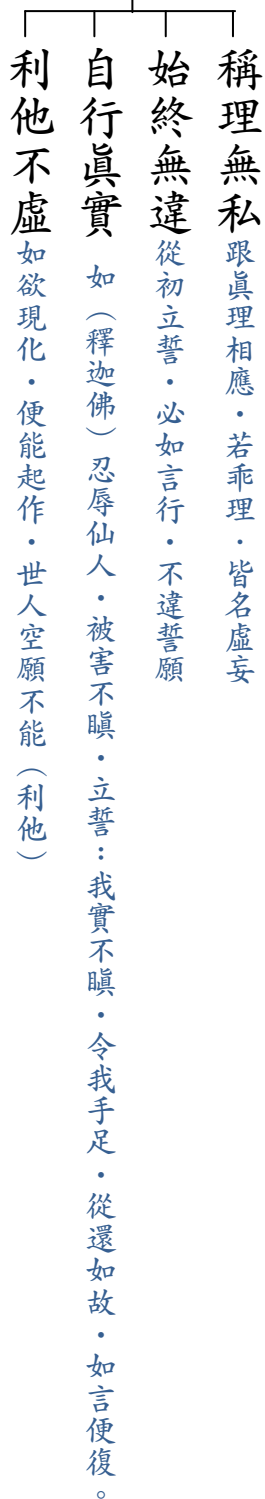 稱理無私 跟眞理相應·若乖理·皆名虛妄
始終無違 從初立誓·必如言行·不違誓願
自行眞實 如（釋迦佛）忍辱仙人·被害不瞋·立誓：我實不瞋·令我手足·從還如故·如言便復。
利他不虛 如欲現化·便能起作·世人空願不能（利他）